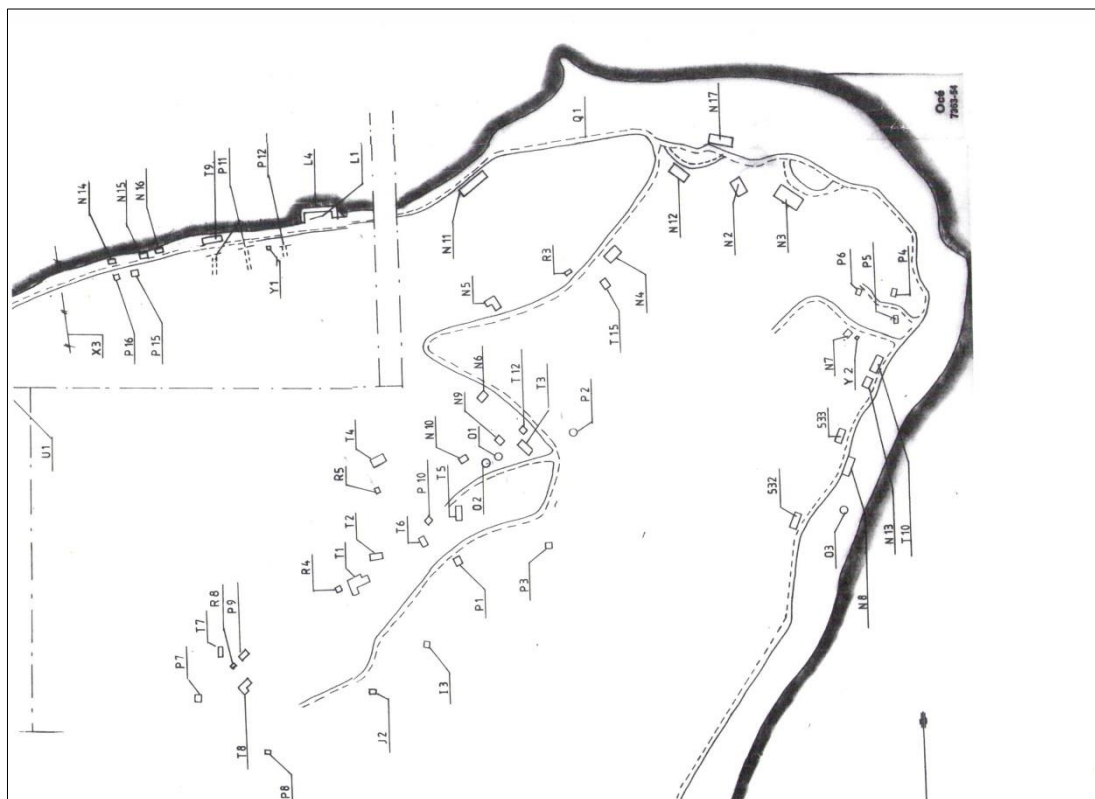 Océ
7363-54
N 17
Q 1
N 14
N 15
N 16
T 9
P 11
P 12
L 4
L 1
N 11
N 12
N 2
N 3
R 3
N 4
T 15
N 5
X 3
P 16
P 15
Y 1
P 6
P 5
P 4
N 7
Y 2
U 1
N 6
N 9
T 12
T 3
P 2
T 4
N 10
O 1
R 5
P 10
T 5
O 2
T 2
T 6
T 1
R 4
P 1
P 3
533
532
O 3
N 13
T 10
N 8
R 8
P 9
T 7
P 7
T 8
P 8
J 2
I 3